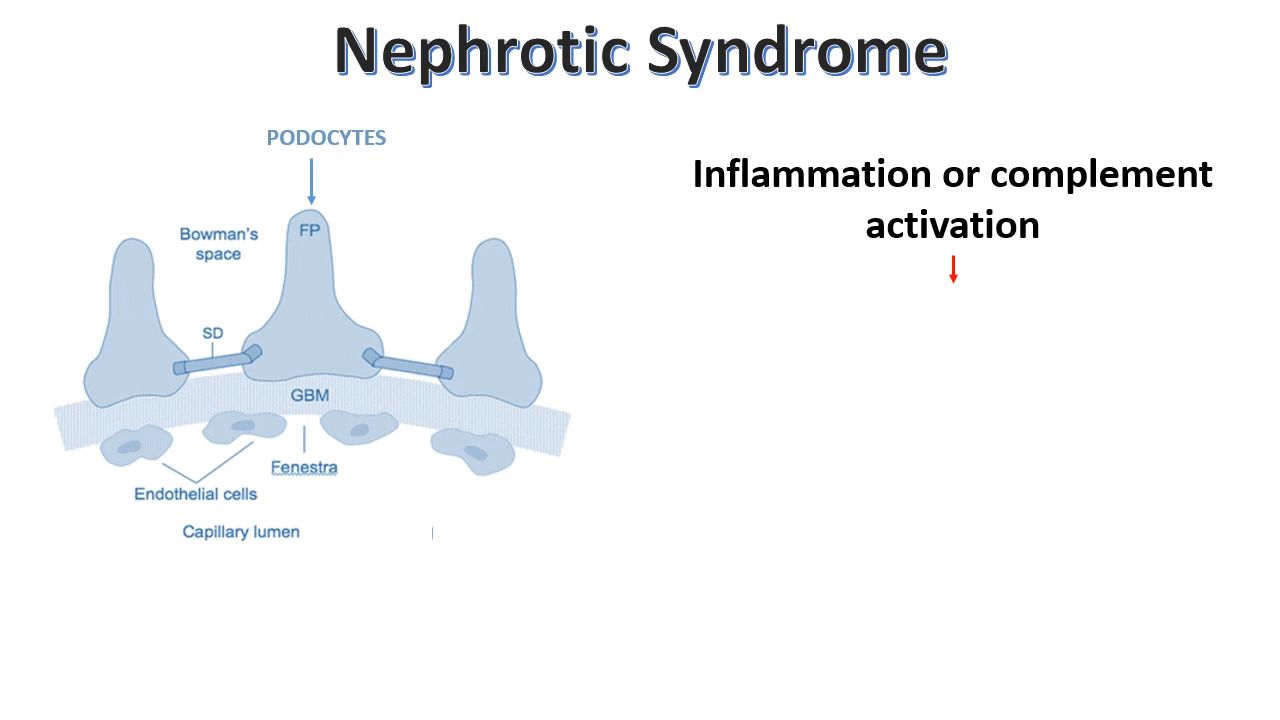 Nephrotic Syndrome
PODOCYTES
Inflammation or complement
activation
Bowman's
space
FP
SD
GBM
Fenestra
Endothelial cells
Capillary lumen